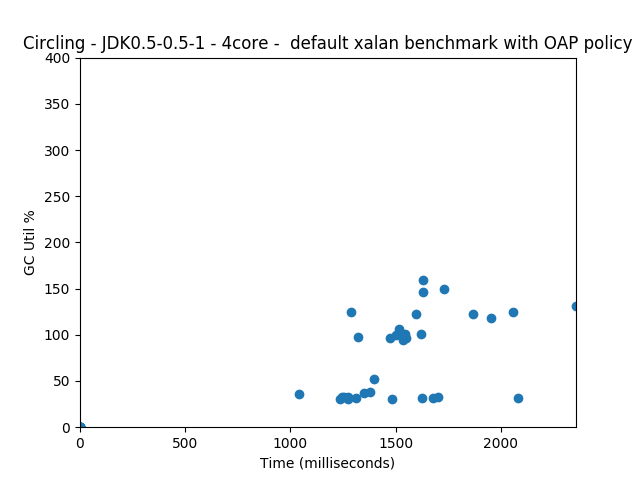 Circling - JDK0.5-0.5-1 - 4core -  default xalan benchmark with OAP policy
400
350
300
250
200
150
100
50
0
GC Util %
0 500 1000 1500 2000
Time (milliseconds)